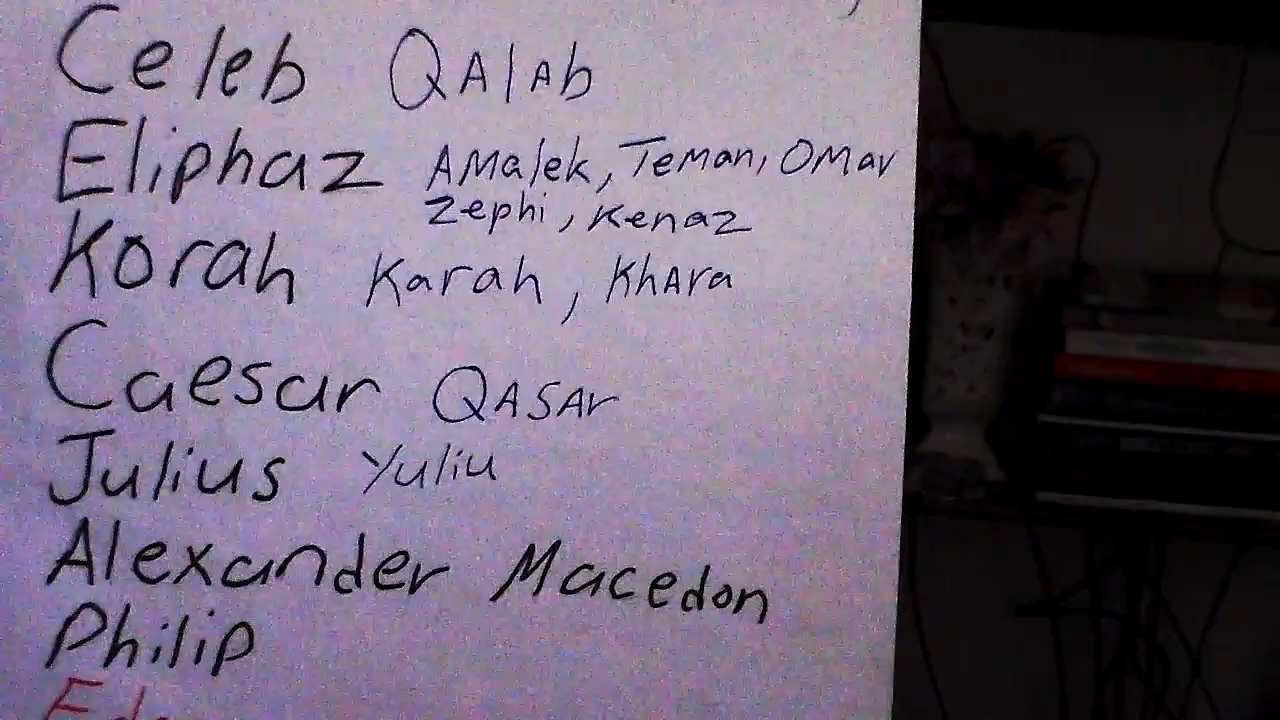 Celeb QAlAb
Eliphaz AMalek, Teman, OMar
Zephi, Kenaz
Korah Karah, KhAra
Caesar QASAr
Julius Yuliu
Alexander Macedon
Philip